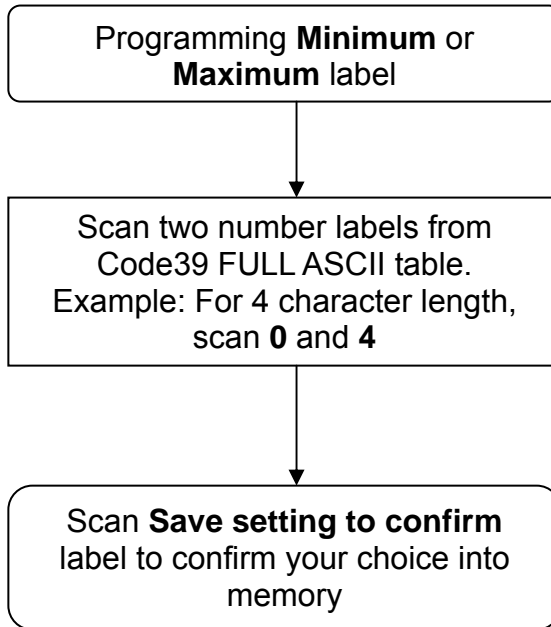 Programming Minimum or
Maximum label
Scan two number labels from
Code39 FULL ASCII table.
Example: For 4 character length,
scan 0 and 4
Scan Save setting to confirm
label to confirm your choice into
memory